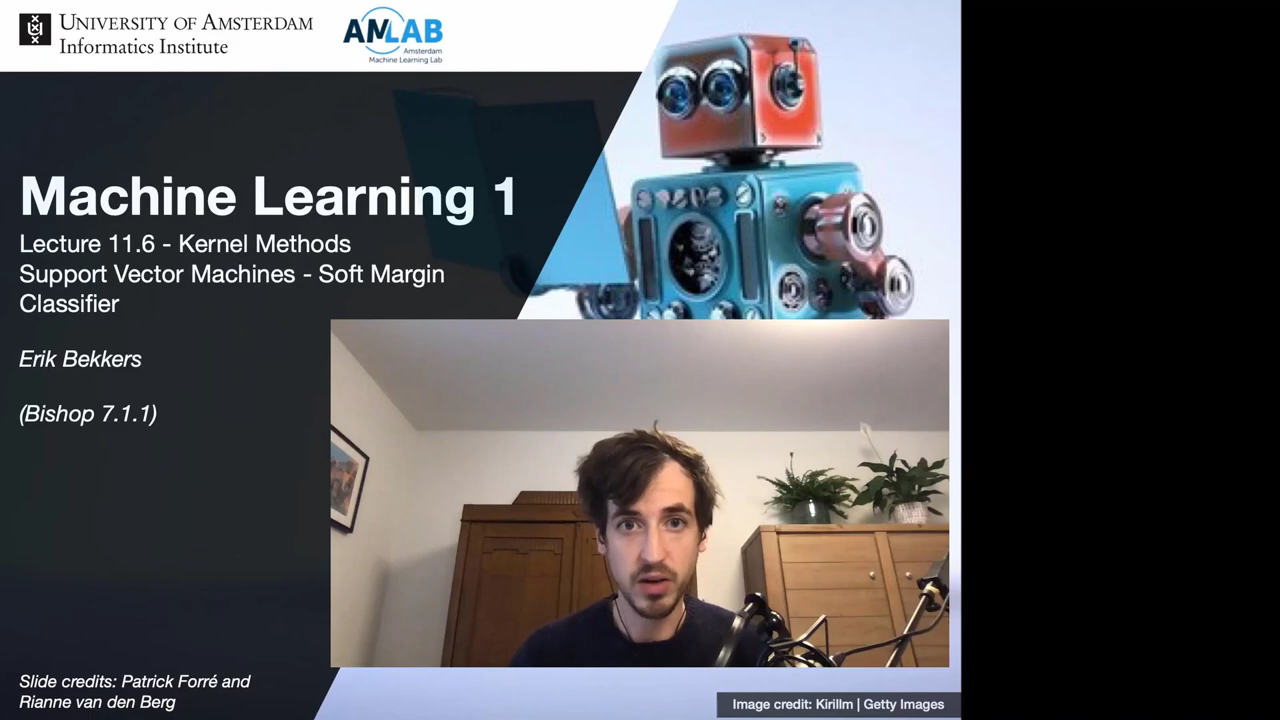 UNIVERSITY OF AMSTERDAM
Informatics Institute
AMLAB
Amsterdam
Machine Learning Lab
Machine Learning 1
Lecture 11.6 - Kernel Methods
Support Vector Machines - Soft Margin
Classifier
Erik Bekkers
(Bishop 7.1.1)
Slide credits: Patrick Forré and
Rianne van den Berg
Image credit: Kirillm | Getty Images